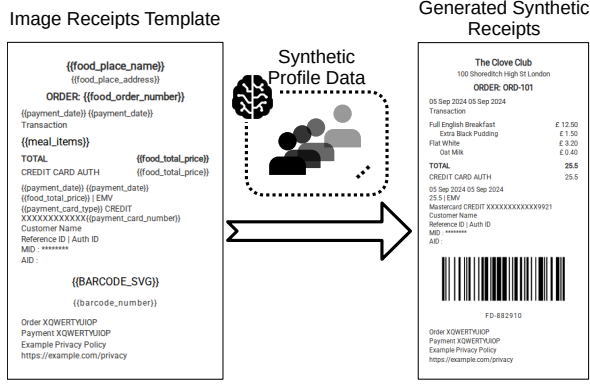 Image Receipts Template
{{food_place_name}}
{{food_place_address}}
ORDER: {{food_order_number}}
{{payment_date}} {{payment_date}}
Transaction
{{meal_items}}
TOTAL {{food_total_price}}
CREDIT CARD AUTH {{food_total_price}}
{{payment_date}} {{payment_date}}
{{food_total_price}} | EMV
{{payment_card_type}} CREDIT
XXXXXXXXXXX{{payment_card_number}}
Customer Name
Reference ID | Auth ID
MID : ********
AID :
{{BARCODE_SVG}}
{{barcode_number}}
Order XQWERTYUIOP
Payment XQWERTYUIOP
Example Privacy Policy
https://example.com/privacy
Synthetic
Profile Data
Generated Synthetic
Receipts
The Clove Club
100 Shoreditch High St London
ORDER: ORD-101
05 Sep 2024 05 Sep 2024
Transaction
Full English Breakfast £ 12.50
Extra Black Pudding £ 1.50
Flat White £ 3.20
Oat Milk £ 0.40
TOTAL 25.5
CREDIT CARD AUTH 25.5
05 Sep 2024 05 Sep 2024
25.5 | EMV
Mastercard CREDIT XXXXXXXXXXXX9921
Customer Name
Reference ID | Auth ID
MID : ********
AID :
FD-882910
Order XQWERTYUIOP
Payment XQWERTYUIOP
Example Privacy Policy
https://example.com/privacy